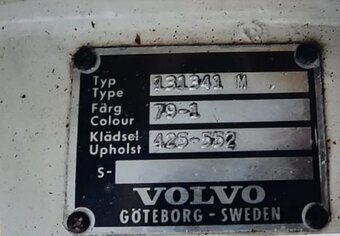 Typ
Type 131341 M
Färg
Colour 79-1
Klädsel
Upholst 425-552
S-
VOLVO
GÖTEBORG - SWEDEN